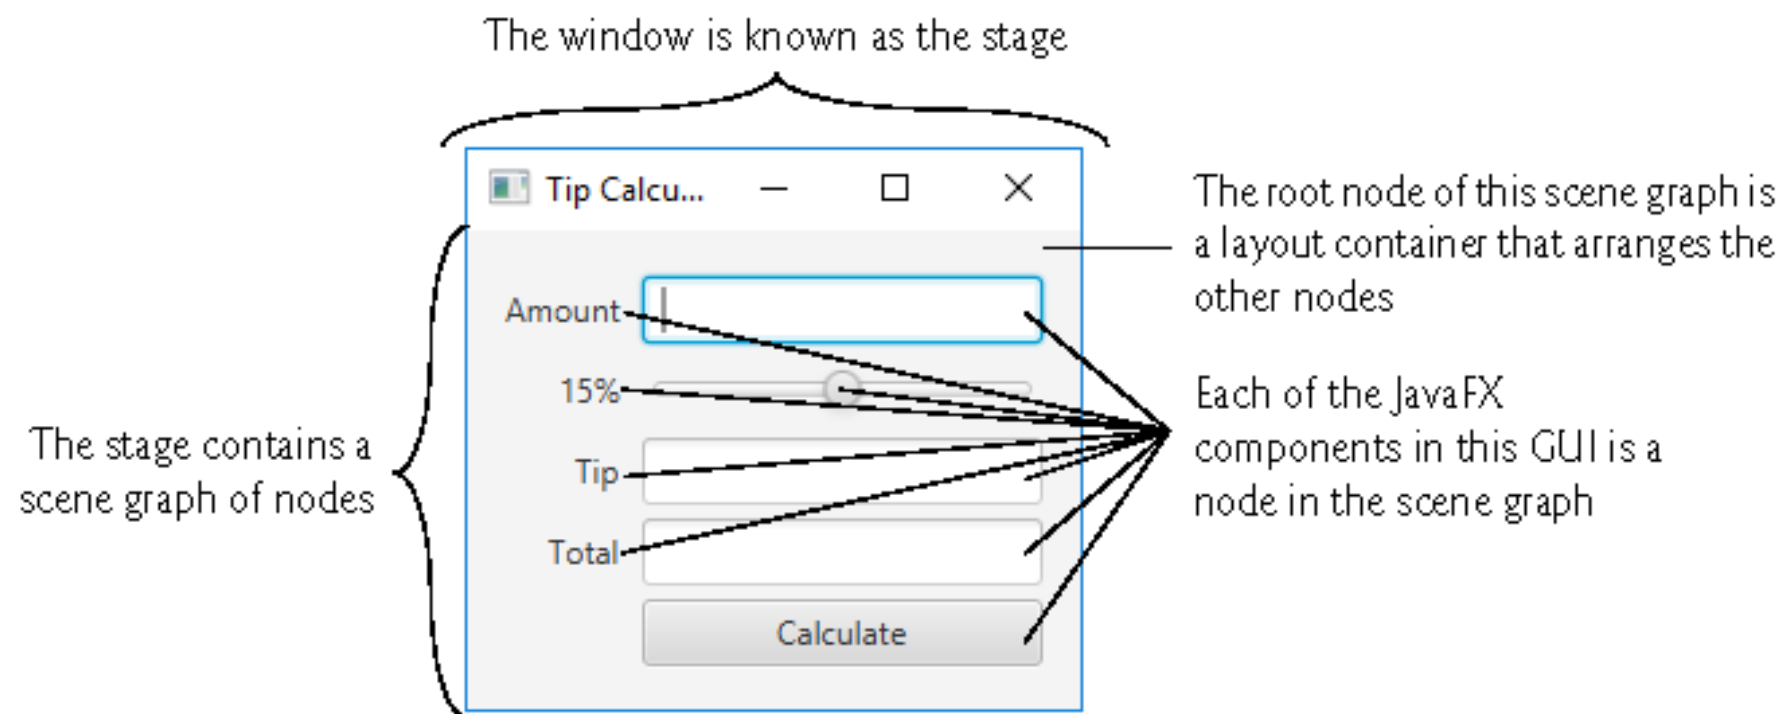 The window is known as the stage
Tip Calcu...
The root node of this scene graph is
a layout container that arranges the
other nodes
Amount
15%
Tip
Total
Calculate
The stage contains a
scene graph of nodes
Each of the JavaFX
components in this GUI is a
node in the scene graph